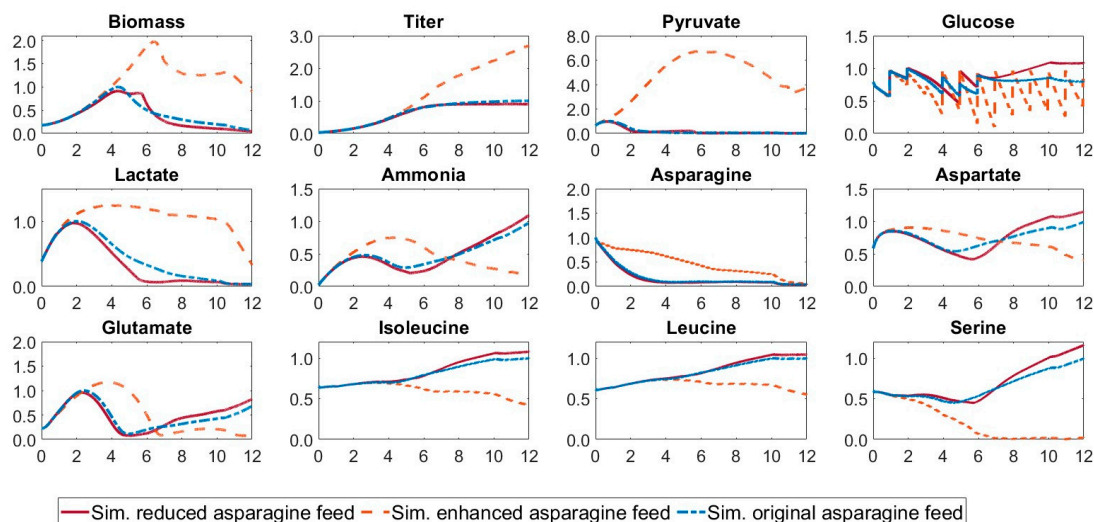 Biomass Titer Pyruvate Glucose
2.0 1.5 1.0 0.5 0.0 3.0 2.0 1.0 0.0 8.0 6.0 4.0 2.0 0.0 1.5 1.0 0.5 0.0
0 2 4 6 8 10 12 0 2 4 6 8 10 12 0 2 4 6 8 10 12 0 2 4 6 8 10 12
Lactate Ammonia Asparagine Aspartate
1.0 0.5 0.0 1.5 1.0 0.5 0.0 2.0 1.5 1.0 0.5 0.0 1.5 1.0 0.5 0.0
0 2 4 6 8 10 12 0 2 4 6 8 10 12 0 2 4 6 8 10 12 0 2 4 6 8 10 12
Glutamate Isoleucine Leucine Serine
2.0 1.5 1.0 0.5 0.0 1.0 0.5 0.0 1.0 0.5 0.0 1.0 0.5 0.0
0 2 4 6 8 10 12 0 2 4 6 8 10 12 0 2 4 6 8 10 12 0 2 4 6 8 10 12
Sim. reduced asparagine feed Sim. enhanced asparagine feed Sim. original asparagine feed